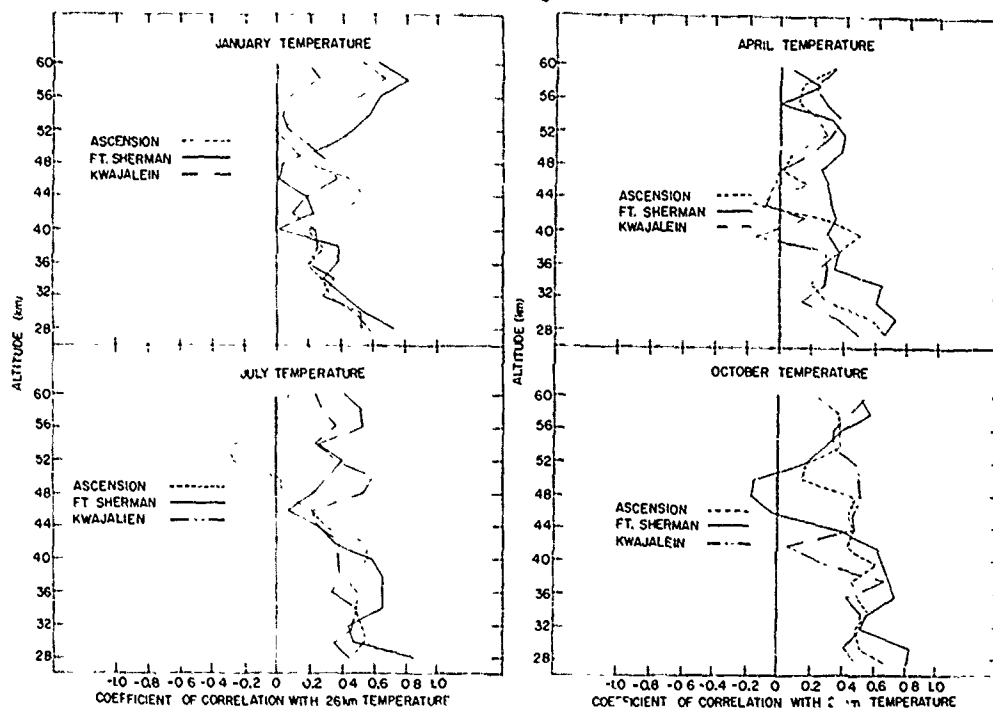 JANUARY TEMPERATURE
60
56
52
48
44
40
36
32
28
ALTITUDE (km)
ASCENSION
FT. SHERMAN
KWAJALEIN
APRIL TEMPERATURE
60
56
52
48
44
40
36
32
28
ALTITUDE (km)
ASCENSION
FT. SHERMAN
KWAJALEIN
JULY TEMPERATURE
60
56
52
48
44
40
36
32
28
ASCENSION
FT SHERMAN
KWAJALIEN
-1.0 -0.8 -0.6 -0.4 -0.2 0 0.2 0.4 0.6 0.8 1.0
COEFFICIENT OF CORRELATION WITH 26km TEMPERATURE
OCTOBER TEMPERATURE
60
56
52
48
44
40
36
32
28
ASCENSION
FT. SHERMAN
KWAJALEIN
-1.0 -0.8 -0.6 -0.4 -0.2 0 0.2 0.4 0.6 0.8 1.0
COEFFICIENT OF CORRELATION WITH TEMPERATURE